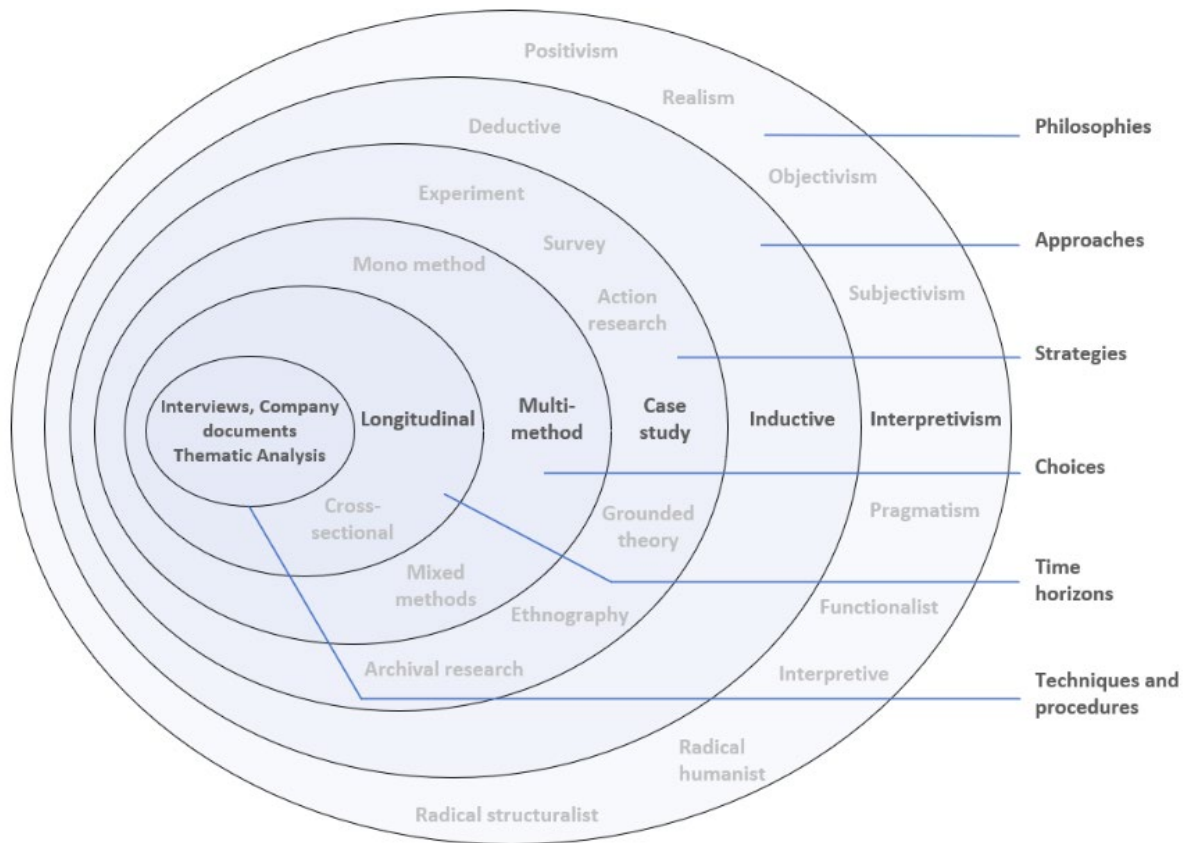 Positivism
Realism
Philosophies
Deductive
Objectivism
Experiment
Survey
Approaches
Mono method
Subjectivism
Action
research
Strategies
Interviews, Company
documents
Thematic Analysis
Longitudinal
Multi-
method
Case
study
Inductive
Interpretivism
Choices
Cross-
sectional
Grounded
theory
Pragmatism
Mixed
methods
Time
horizons
Ethnography
Functionalist
Archival research
Interpretive
Techniques and
procedures
Radical
humanist
Radical structuralist